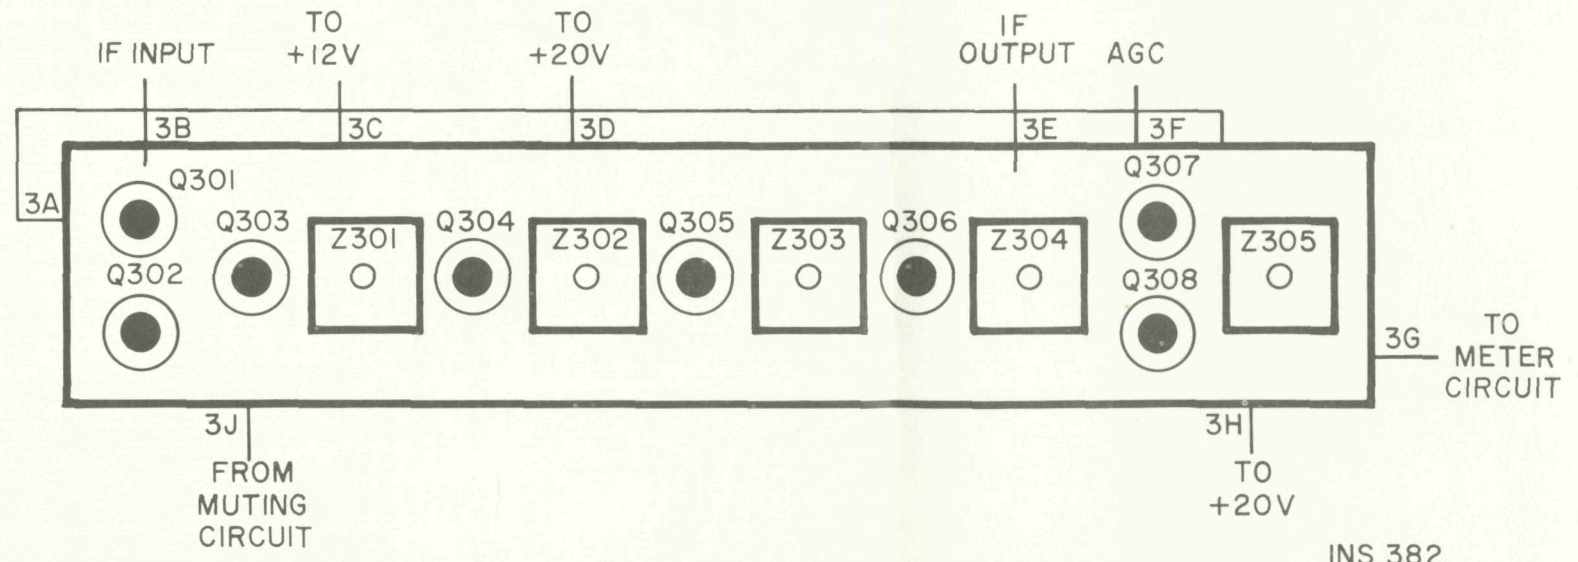 IF INPUT
TO
+12V
TO
+20V
IF
OUTPUT
AGC
3B
3C
3D
3E
3F
3A
Q301
Q302
Q303
Z301
Q304
Z302
Q305
Z303
Q306
Z304
Q307
Q308
Z305
3G
TO
METER
CIRCUIT
3J
FROM
MUTING
CIRCUIT
3H
TO
+20V
INS 382